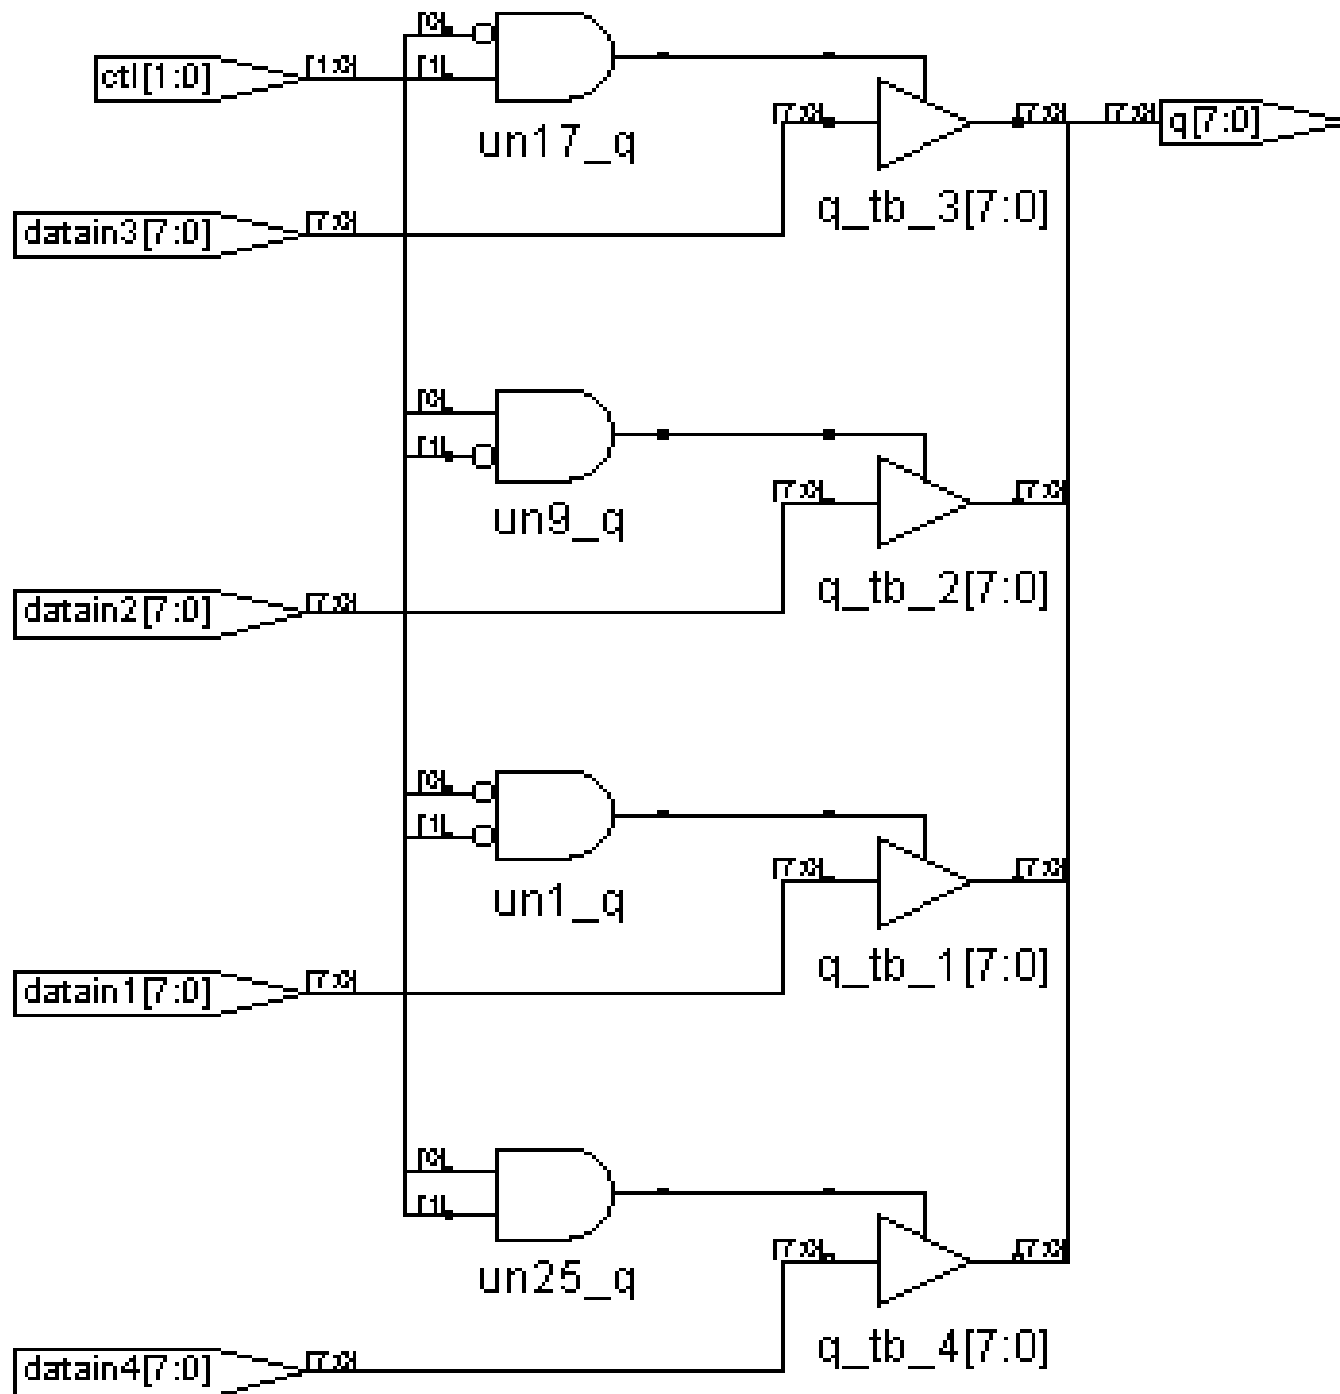 [0]
ctl[1:0] [1:0] [1]
[7:0] [7:0] [7:0] q[7:0]
un17_q
q_tb_3[7:0]
datain3[7:0] [7:0]
[0]
[1]
[7:0] [7:0]
un9_q
q_tb_2[7:0]
datain2[7:0] [7:0]
[0]
[1]
[7:0] [7:0]
un1_q
q_tb_1[7:0]
datain1[7:0] [7:0]
[0]
[1]
[7:0] [7:0]
un25_q
q_tb_4[7:0]
datain4[7:0] [7:0]